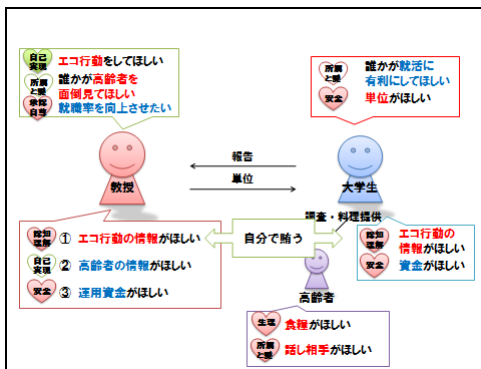 自己実現
エコ行動をしてほしい
所属と愛
誰かが高齢者を
面倒見てほしい
承認自尊
就職率を向上させたい
所属と愛
誰かが就活に
有利にしてほしい
安全
単位がほしい
報告
単位
教授
大学生
調査・料理提供
認知理解
① エコ行動の情報がほしい
自己実現
② 高齢者の情報がほしい
安全
③ 運用資金がほしい
自分で賄う
認知理解
エコ行動の
情報がほしい
安全
資金がほしい
高齢者
生理
食糧がほしい
所属と愛
話し相手がほしい